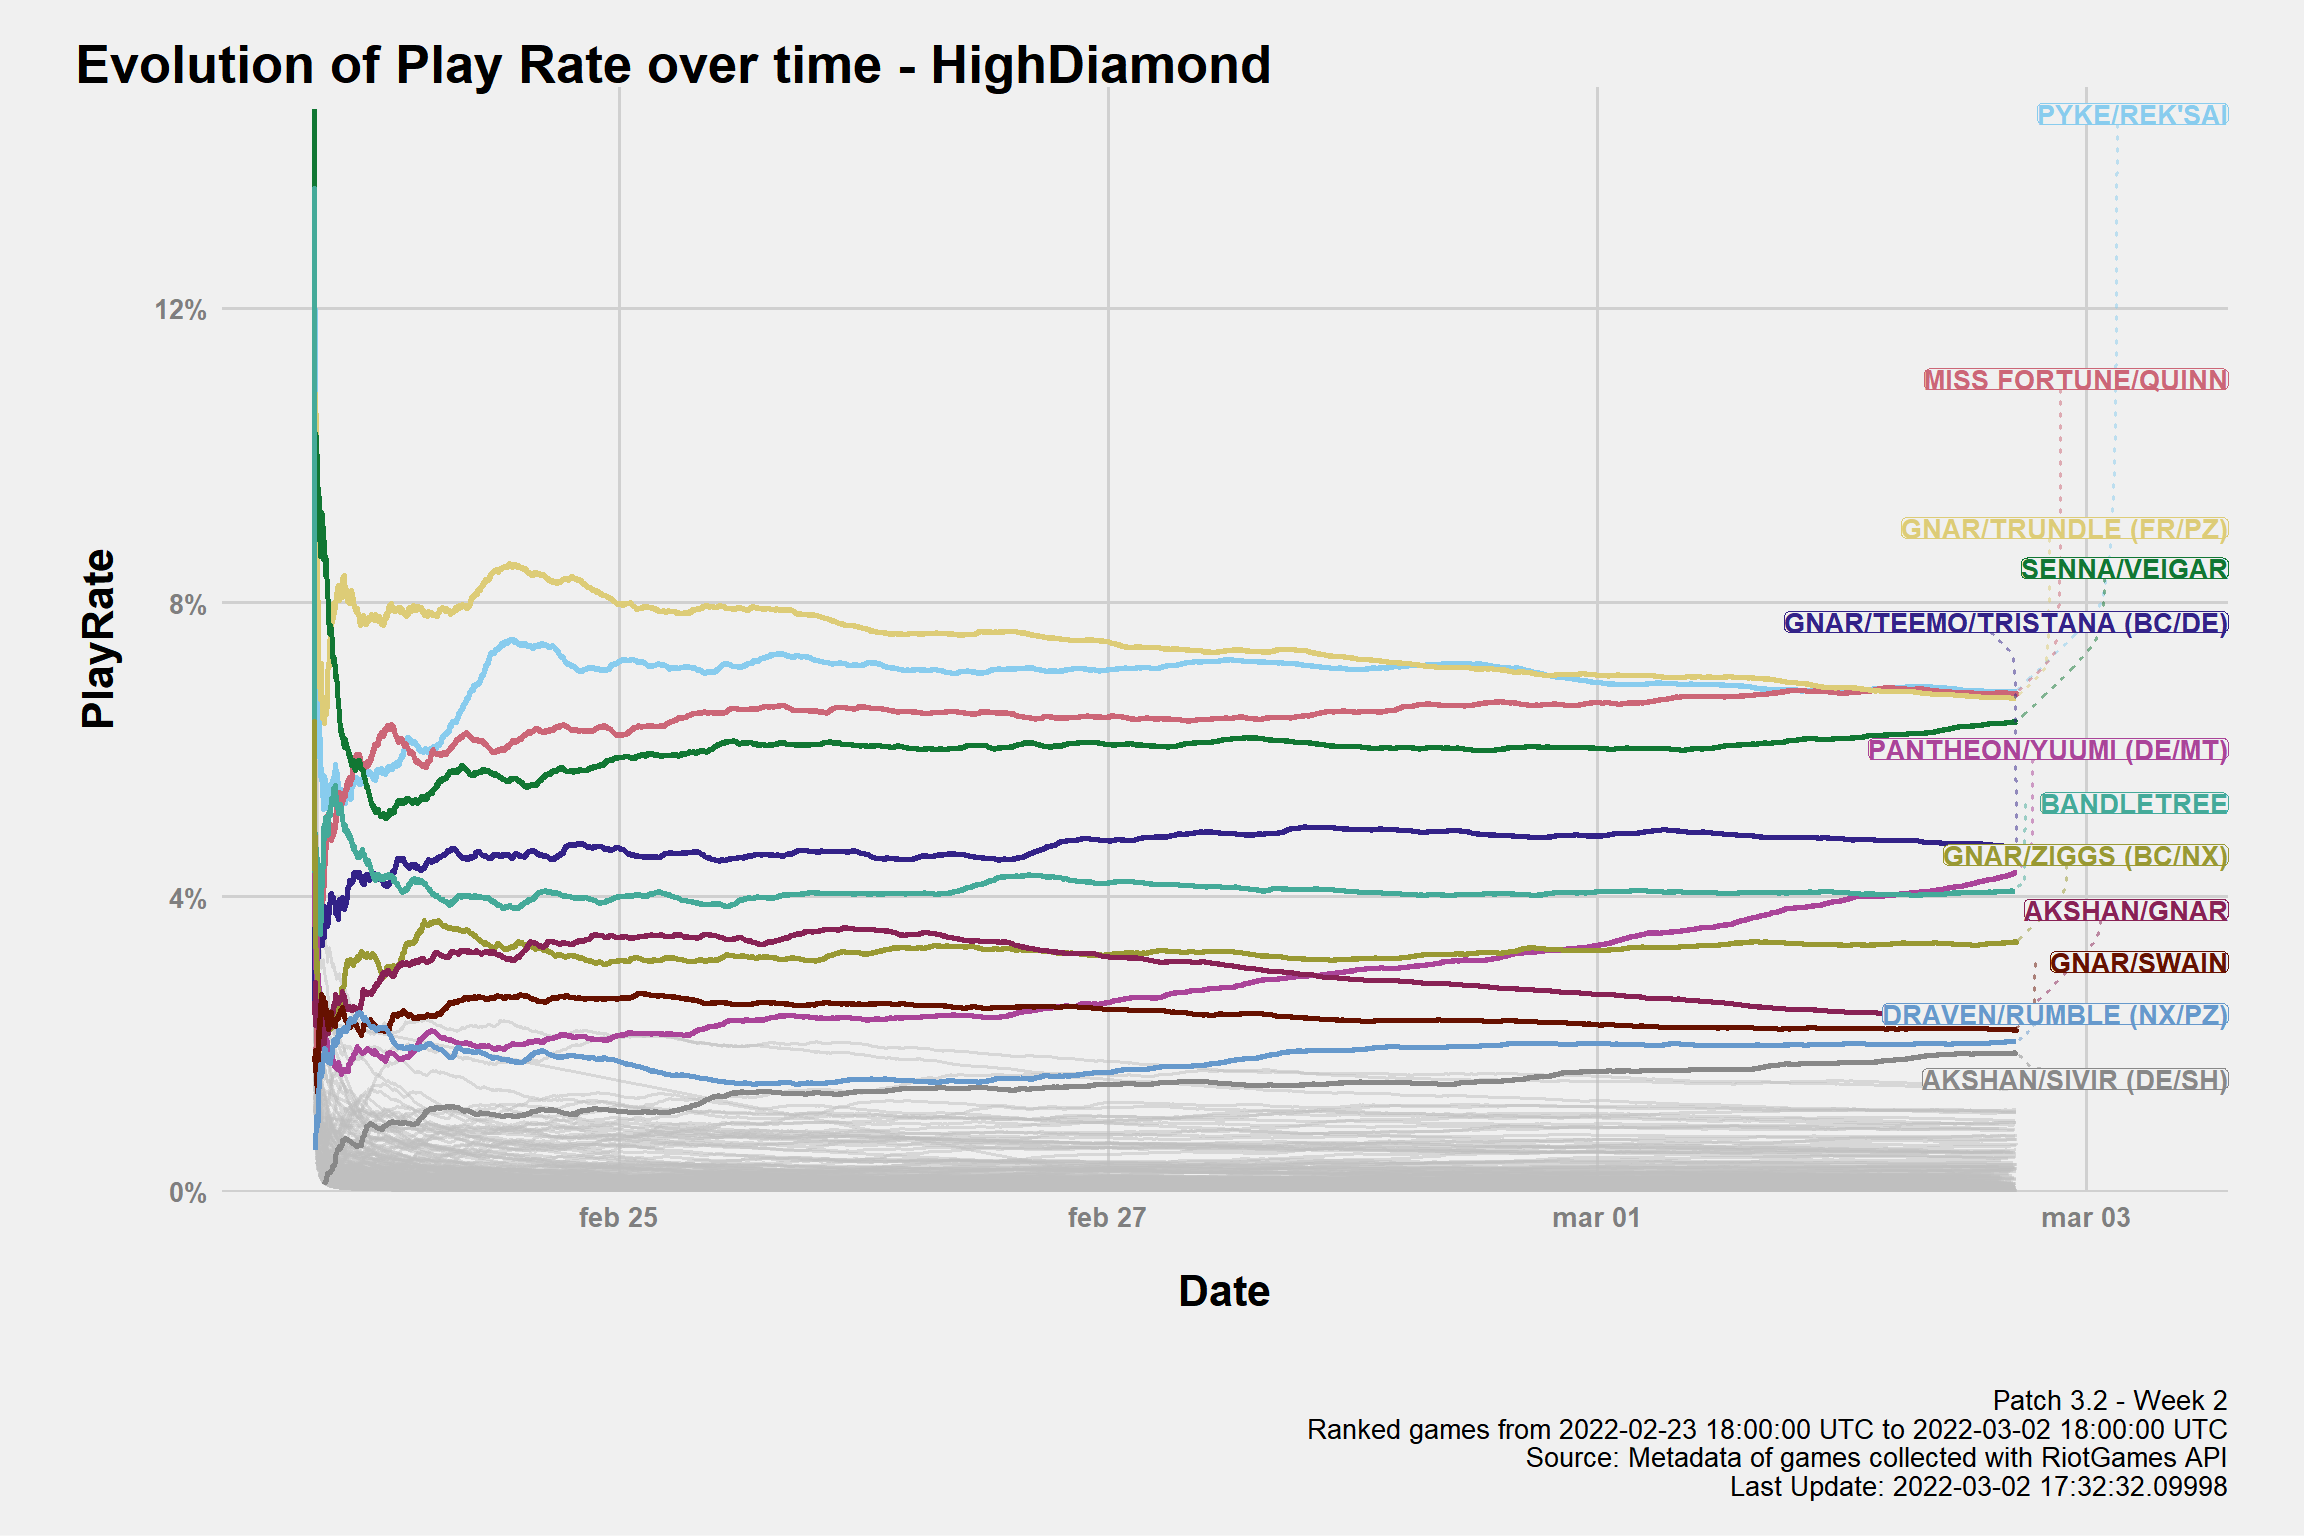 Evolution of Play Rate over time - HighDiamond
PYKE/REK'SAI
12%
MISS FORTUNE/QUINN
GNAR/TRUNDLE (FR/PZ)
SENNA/VEIGAR
8%
GNAR/TEEMO/TRISTANA (BC/DE)
PlayRate
PANTHEON/YUUMI (DE/MT)
BANDLETREE
GNAR/ZIGGS (BC/NX)
4%
AKSHAN/GNAR
GNAR/SWAIN
DRAVEN/RUMBLE (NX/PZ)
AKSHAN/SIVIR (DE/SH)
0%
feb 25
feb 27
mar 01
mar 03
Date
Patch 3.2 - Week 2
Ranked games from 2022-02-23 18:00:00 UTC to 2022-03-02 18:00:00 UTC
Source: Metadata of games collected with RiotGames API
Last Update: 2022-03-02 17:32:32.09998